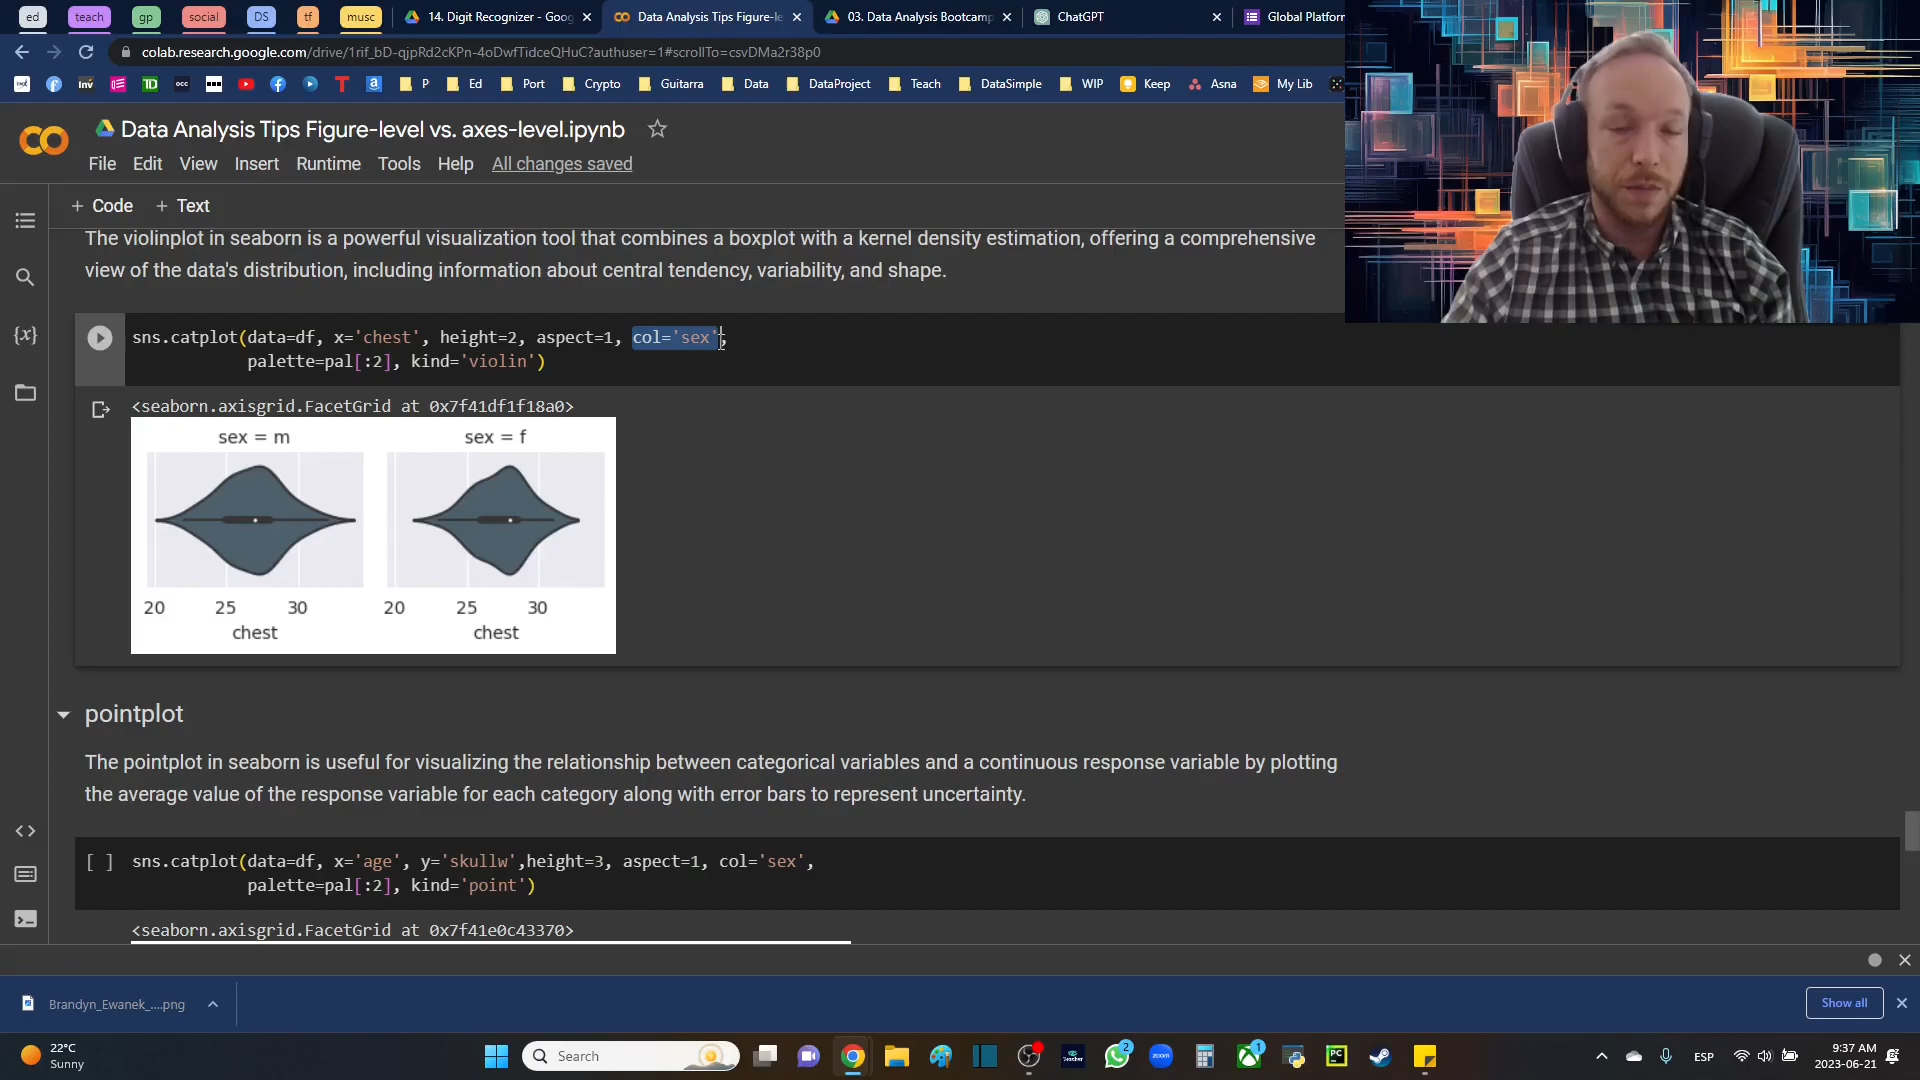 ed teach gp social DS tf musc 14. Digit Recognizer - Goog Data Analysis Tips Figure-le 03. Data Analysis Bootcamp ChatGPT Global Platform
colab.research.google.com/drive/1rif_bD-qjpRd2cKPn-4oDwfTidceQHuC?authuser=1#scrollTo=csvDMa2r38p0
inv TD occ T a P Ed Port Crypto Guitarra Data DataProject Teach DataSimple WIP Keep Asna My Lib
Data Analysis Tips Figure-level vs. axes-level.ipynb
File Edit View Insert Runtime Tools Help All changes saved
+ Code + Text
The violinplot in seaborn is a powerful visualization tool that combines a boxplot with a kernel density estimation, offering a comprehensive
view of the data's distribution, including information about central tendency, variability, and shape.
sns.catplot(data=df, x='chest', height=2, aspect=1, col='sex',
palette=pal[:2], kind='violin')
<seaborn.axisgrid.FacetGrid at 0x7f41df1f18a0>
sex = m sex = f
20 25 30 20 25 30
chest chest
pointplot
The pointplot in seaborn is useful for visualizing the relationship between categorical variables and a continuous response variable by plotting
the average value of the response variable for each category along with error bars to represent uncertainty.
[ ] sns.catplot(data=df, x='age', y='skullw',height=3, aspect=1, col='sex',
palette=pal[:2], kind='point')
<seaborn.axisgrid.FacetGrid at 0x7f41e0c43370>
Brandyn_Ewanek_....png Show all
22°C
Sunny
Search
2
zoom
1
PC
ESP
9:37 AM
2023-06-21